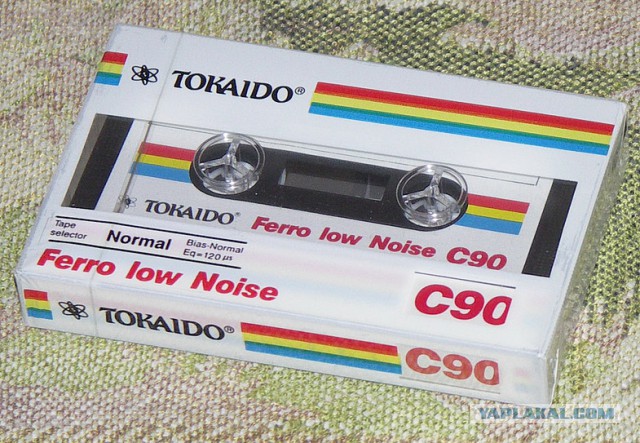 TOKAIDO®
TOKAIDO®
Ferro low Noise C90
Tape
selector
Normal
Bias-Normal
Eq=120 µs
Ferro low Noise
C90
TOKAIDO®
C90
YAPLAKAL.COM